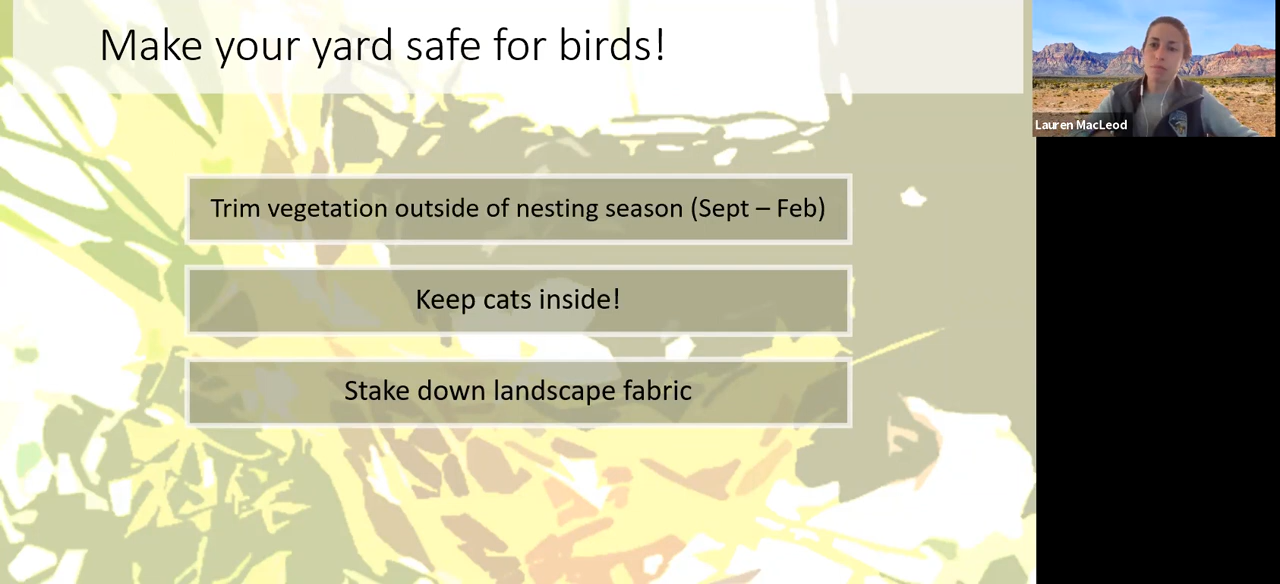 Make your yard safe for birds!
Lauren MacLeod
Trim vegetation outside of nesting season (Sept – Feb)
Keep cats inside!
Stake down landscape fabric